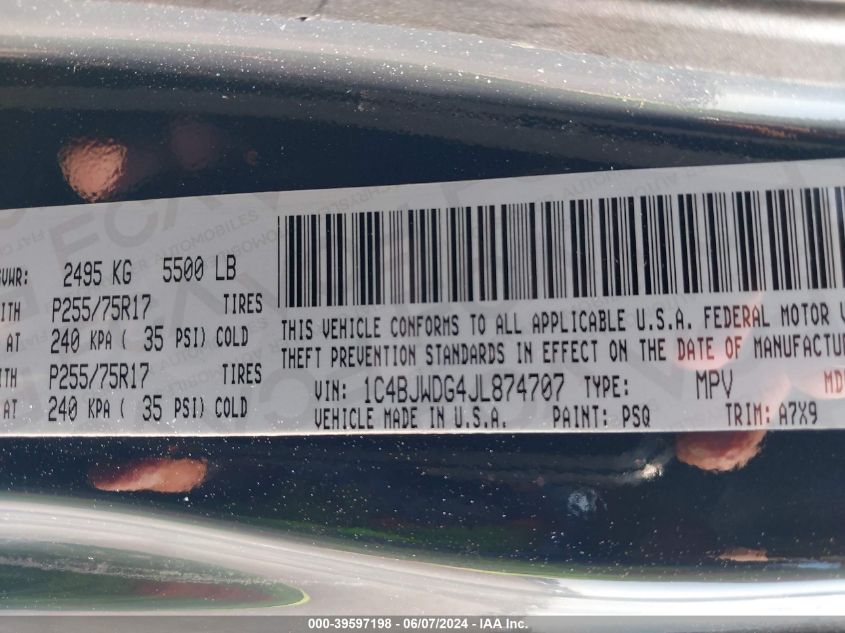 GVWR: 2495 KG 5500 LB
ITH P255/75R17 TIRES
AT 240 KPA ( 35 PSI) COLD
ITH P255/75R17 TIRES
AT 240 KPA ( 35 PSI) COLD
THIS VEHICLE CONFORMS TO ALL APPLICABLE U.S.A. FEDERAL MOTOR V
THEFT PREVENTION STANDARDS IN EFFECT ON THE DATE OF MANUFACTURE
VIN: 1C4BJWDG4JL874707 TYPE: MPV MD
VEHICLE MADE IN U.S.A. PAINT: PSQ TRIM: A7X9
000-39597198 - 06/07/2024 - IAA Inc.